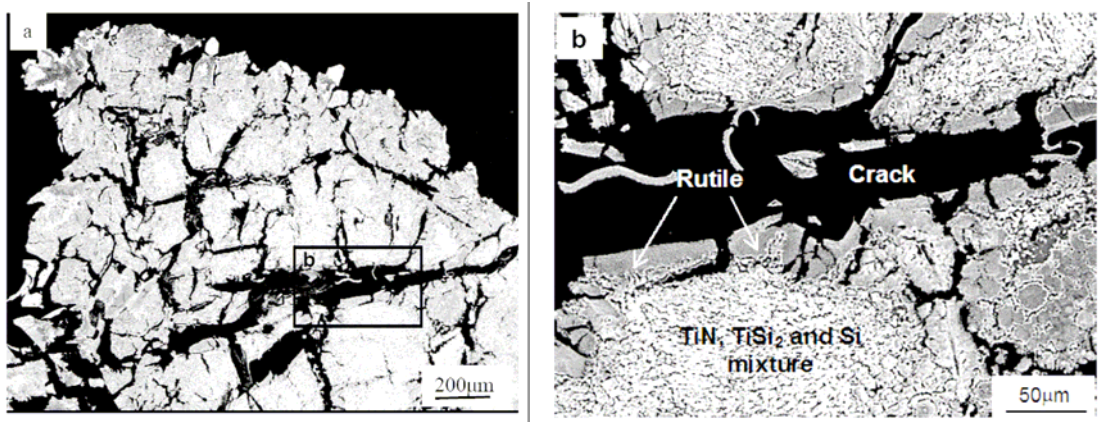 a
b
200μm
b
Rutile
Crack
TiN, TiSi₂ and Si
mixture
50μm